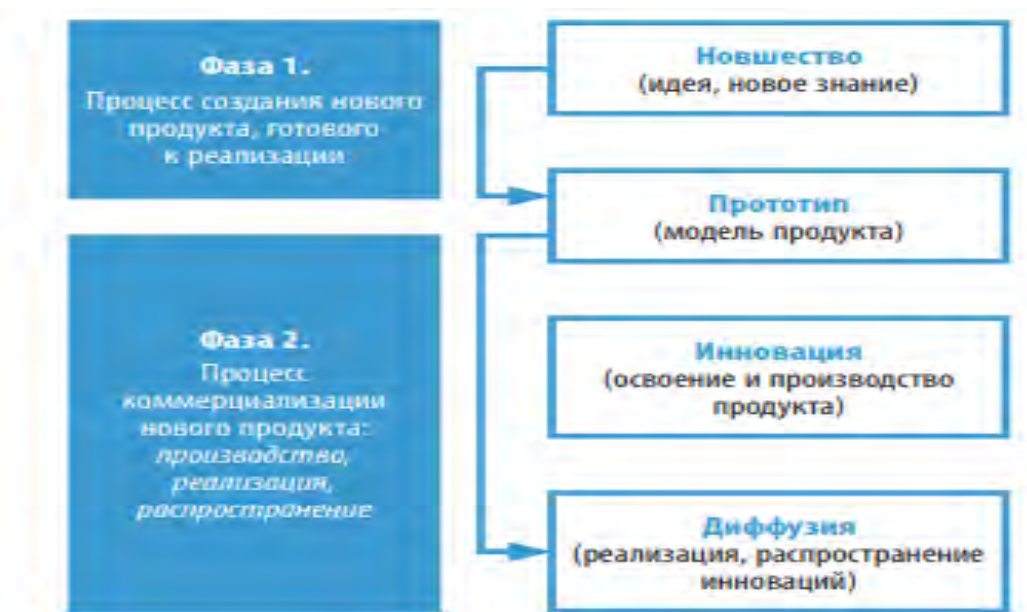 Фаза 1.
Процесс создания нового
продукта, готового
к реализации
Новшество
(идея, новое знание)
Прототип
(модель продукта)
Фаза 2.
Процесс
коммерциализации
нового продукта:
производство,
реализация,
распространение
Инновация
(освоение и производство
продукта)
Диффузия
(реализация, распространение
инноваций)